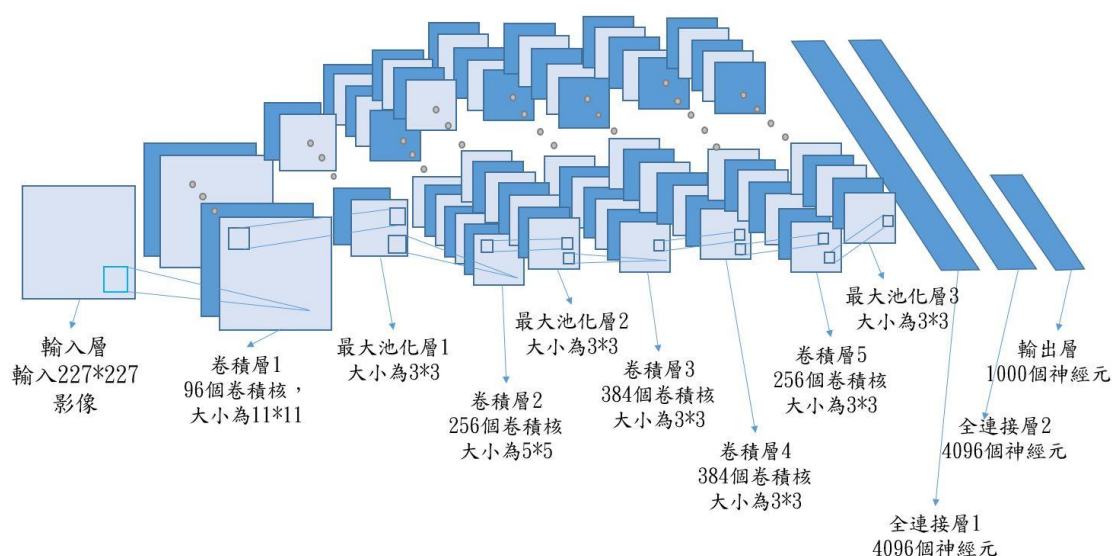 輸入層
輸入227*227
影像
卷積層1
96個卷積核，
大小為11*11
最大池化層1
大小為3*3
卷積層2
256個卷積核
大小為5*5
最大池化層2
大小為3*3
卷積層3
384個卷積核
大小為3*3
卷積層4
384個卷積核
大小為3*3
卷積層5
256個卷積核
大小為3*3
最大池化層3
大小為3*3
全連接層1
4096個神經元
全連接層2
4096個神經元
輸出層
1000個神經元